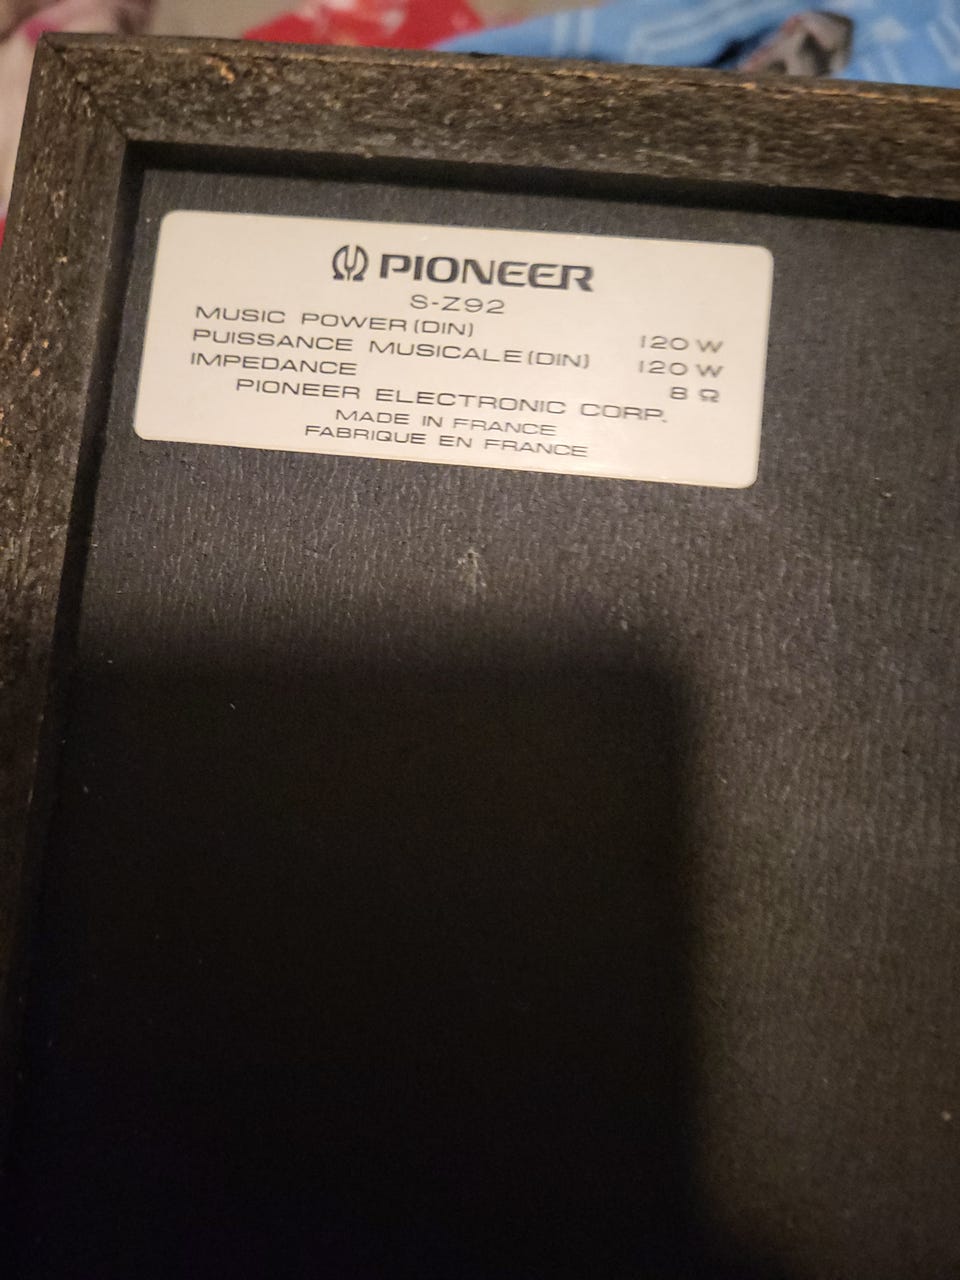 PIONEER
S-Z92
MUSIC POWER (DIN) 120 W
PUISSANCE MUSICALE (DIN) 120 W
IMPEDANCE 8 Ω
PIONEER ELECTRONIC CORP.
MADE IN FRANCE
FABRIQUE EN FRANCE